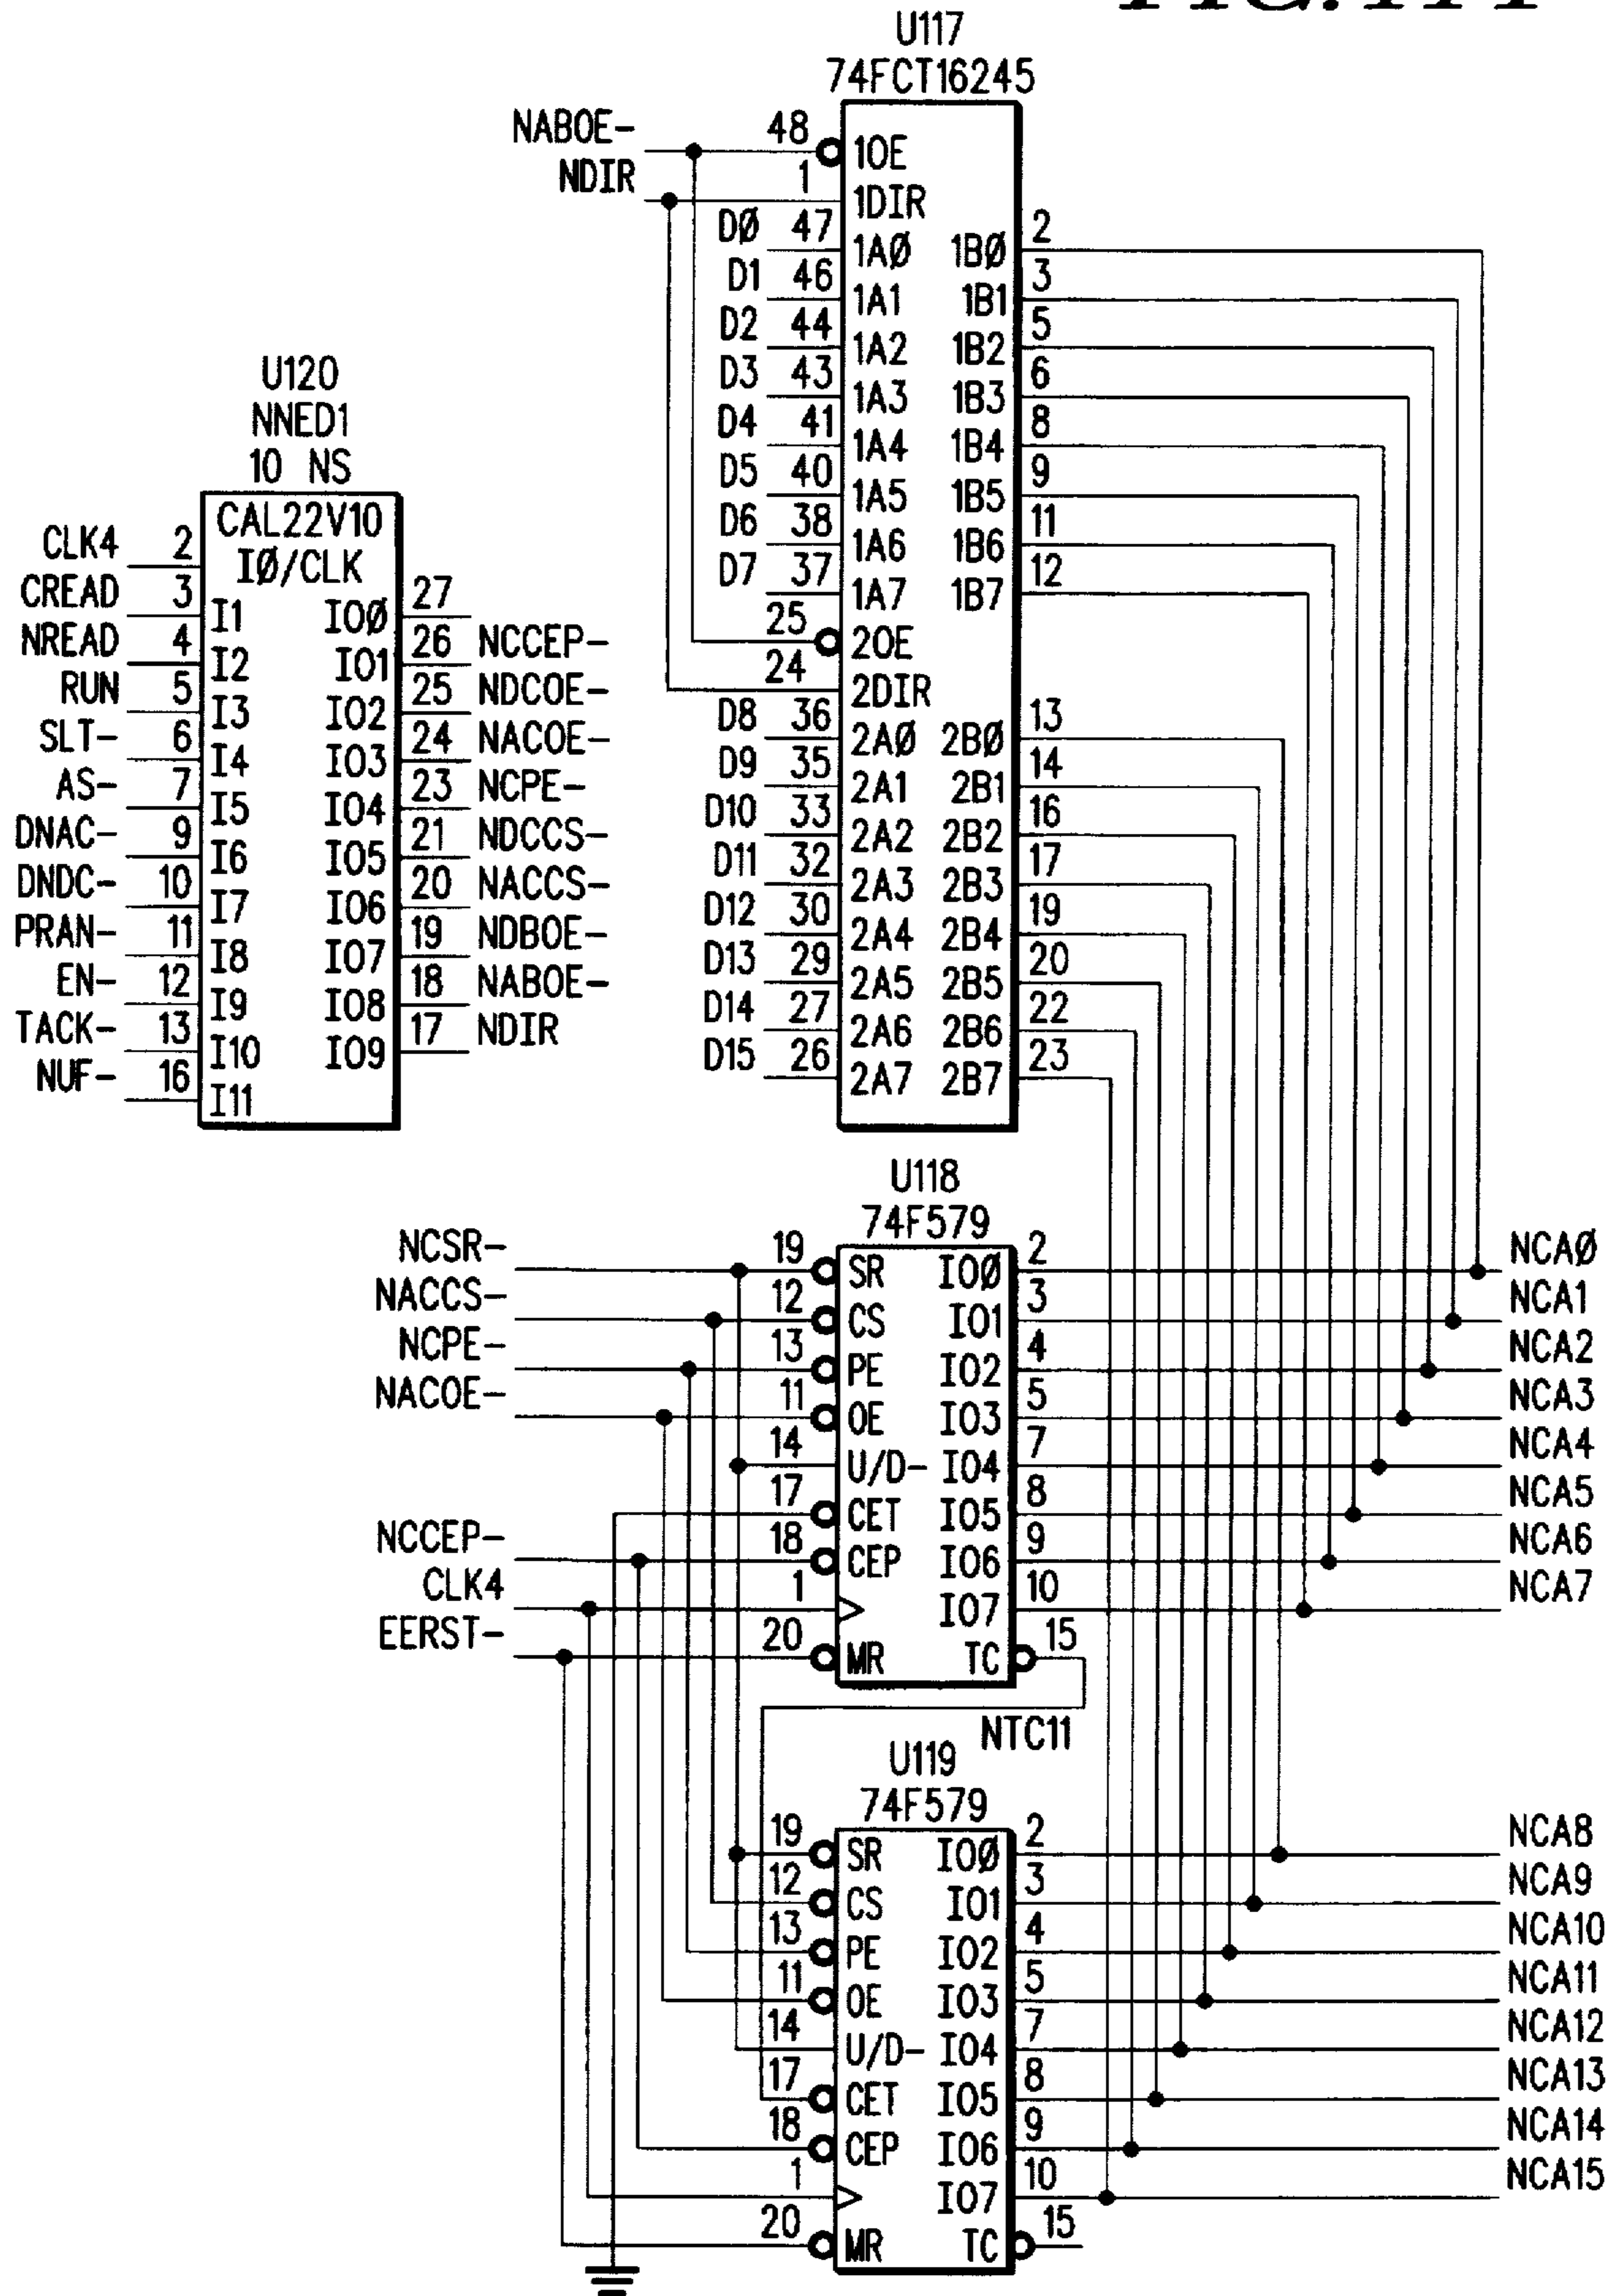 U117
74FCT16245
NABOE- 48 1OE
NDIR 1 1DIR
DØ 47 1AØ 1BØ 2
D1 46 1A1 1B1 3
D2 44 1A2 1B2 5
D3 43 1A3 1B3 6
D4 41 1A4 1B4 8
D5 40 1A5 1B5 9
D6 38 1A6 1B6 11
D7 37 1A7 1B7 12
25 2OE
24 2DIR
D8 36 2AØ 2BØ 13
D9 35 2A1 2B1 14
D10 33 2A2 2B2 16
D11 32 2A3 2B3 17
D12 30 2A4 2B4 19
D13 29 2A5 2B5 20
D14 27 2A6 2B6 22
D15 26 2A7 2B7 23
U120
NNED1
10 NS
CAL22V10
CLK4 2 IØ/CLK
CREAD 3 I1 IOØ 27
NREAD 4 I2 IO1 26 NCCEP-
RUN 5 I3 IO2 25 NDCOE-
SLT- 6 I4 IO3 24 NACOE-
AS- 7 I5 IO4 23 NCPE-
DNAC- 9 I6 IO5 21 NDCCS-
DNDC- 10 I7 IO6 20 NACCS-
PRAN- 11 I8 IO7 19 NDBOE-
EN- 12 I9 IO8 18 NABOE-
TACK- 13 I10 IO9 17 NDIR
NUF- 16 I11
U118
74F579
NCSR- 19 SR IOØ 2 NCAØ
NACCS- 12 CS IO1 3 NCA1
NCPE- 13 PE IO2 4 NCA2
NACOE- 11 OE IO3 5 NCA3
14 U/D- IO4 7 NCA4
17 CET IO5 8 NCA5
NCCEP- 18 CEP IO6 9 NCA6
CLK4 1 IO7 10 NCA7
EERST- 20 MR TC 15
NTC11
U119
74F579
19 SR IOØ 2 NCA8
12 CS IO1 3 NCA9
13 PE IO2 4 NCA10
11 OE IO3 5 NCA11
14 U/D- IO4 7 NCA12
17 CET IO5 8 NCA13
18 CEP IO6 9 NCA14
1 IO7 10 NCA15
20 MR TC 15